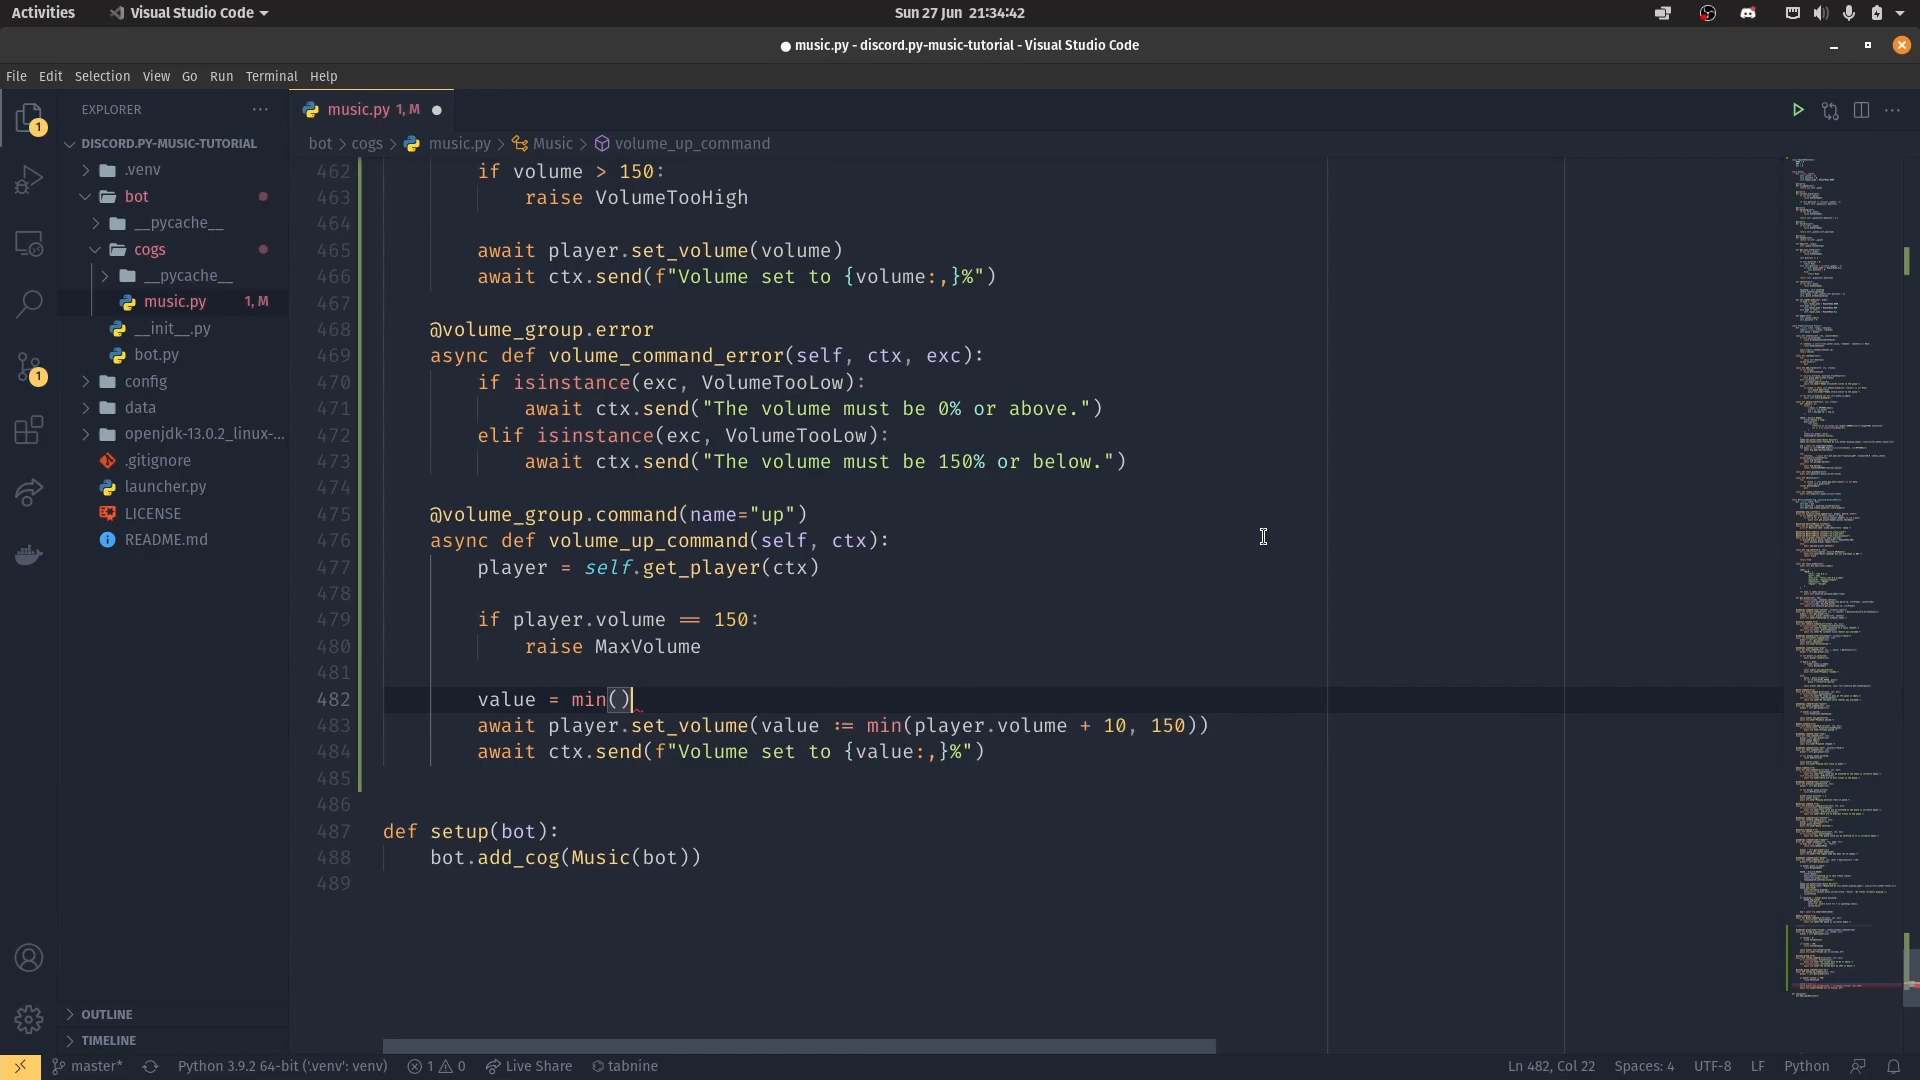 Activities
Visual Studio Code
Sun 27 Jun 21:34:42
● music.py - discord.py-music-tutorial - Visual Studio Code
File Edit Selection View Go Run Terminal Help
EXPLORER
music.py 1, M
DISCORD.PY-MUSIC-TUTORIAL
bot > cogs > music.py > Music > volume_up_command
.venv
bot
__pycache__
cogs
__pycache__
music.py 1, M
__init__.py
bot.py
config
data
openjdk-13.0.2_linux-...
.gitignore
launcher.py
LICENSE
README.md
OUTLINE
TIMELINE
1
1
462 if volume > 150:
463 raise VolumeTooHigh
464
465 await player.set_volume(volume)
466 await ctx.send(f"Volume set to {volume:,}%")
467
468 @volume_group.error
469 async def volume_command_error(self, ctx, exc):
470 if isinstance(exc, VolumeTooLow):
471 await ctx.send("The volume must be 0% or above.")
472 elif isinstance(exc, VolumeTooLow):
473 await ctx.send("The volume must be 150% or below.")
474
475 @volume_group.command(name="up")
476 async def volume_up_command(self, ctx):
477 player = self.get_player(ctx)
478
479 if player.volume == 150:
480 raise MaxVolume
481
482 value = min()
483 await player.set_volume(value := min(player.volume + 10, 150))
484 await ctx.send(f"Volume set to {value:,}%")
485
486
487 def setup(bot):
488 bot.add_cog(Music(bot))
489
master* Python 3.9.2 64-bit ('.venv': venv) 1 0 Live Share tabnine Ln 482, Col 22 Spaces: 4 UTF-8 LF Python